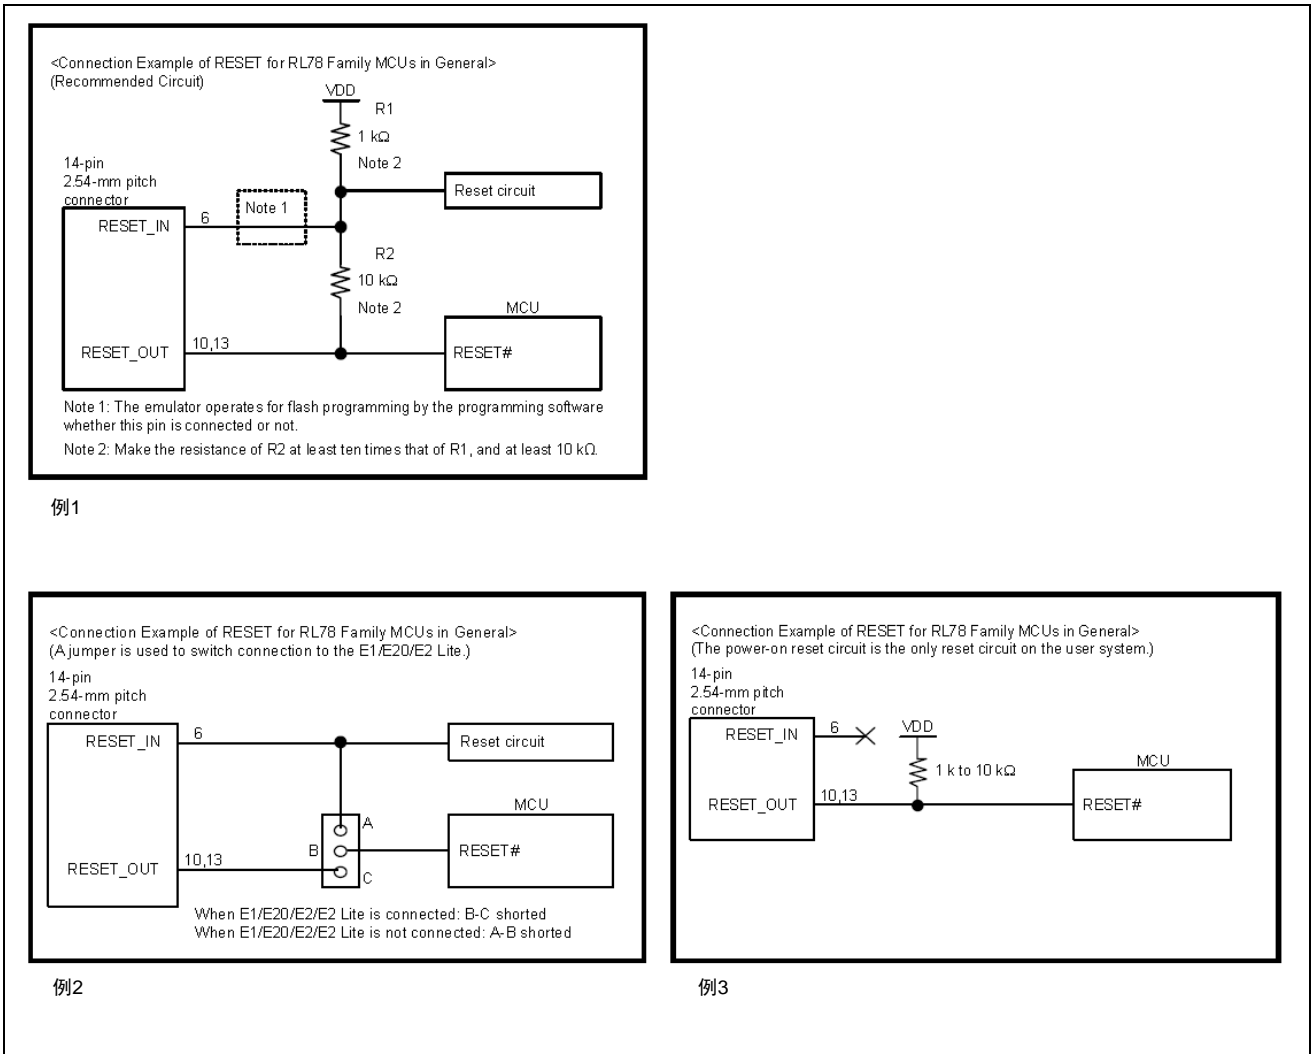 <Connection Example of RESET for RL78 Family MCUs in General>
(Recommended Circuit)
VDD
R1
1 kΩ
Note 2
14-pin
2.54-mm pitch
connector
Reset circuit
Note 1
6
RESET_IN
R2
10 kΩ
Note 2
MCU
10,13
RESET_OUT
RESET#
Note 1: The emulator operates for flash programming by the programming software
whether this pin is connected or not.
Note 2: Make the resistance of R2 at least ten times that of R1, and at least 10 kΩ.
例1
<Connection Example of RESET for RL78 Family MCUs in General>
(A jumper is used to switch connection to the E1/E20/E2 Lite.)
14-pin
2.54-mm pitch
connector
RESET_IN
6
Reset circuit
MCU
A
B
RESET#
10,13
RESET_OUT
C
When E1/E20/E2/E2 Lite is connected: B-C shorted
When E1/E20/E2/E2 Lite is not connected: A-B shorted
例2
<Connection Example of RESET for RL78 Family MCUs in General>
(The power-on reset circuit is the only reset circuit on the user system.)
14-pin
2.54-mm pitch
connector
RESET_IN
6
VDD
1 k to 10 kΩ
MCU
RESET_OUT
10,13
RESET#
例3